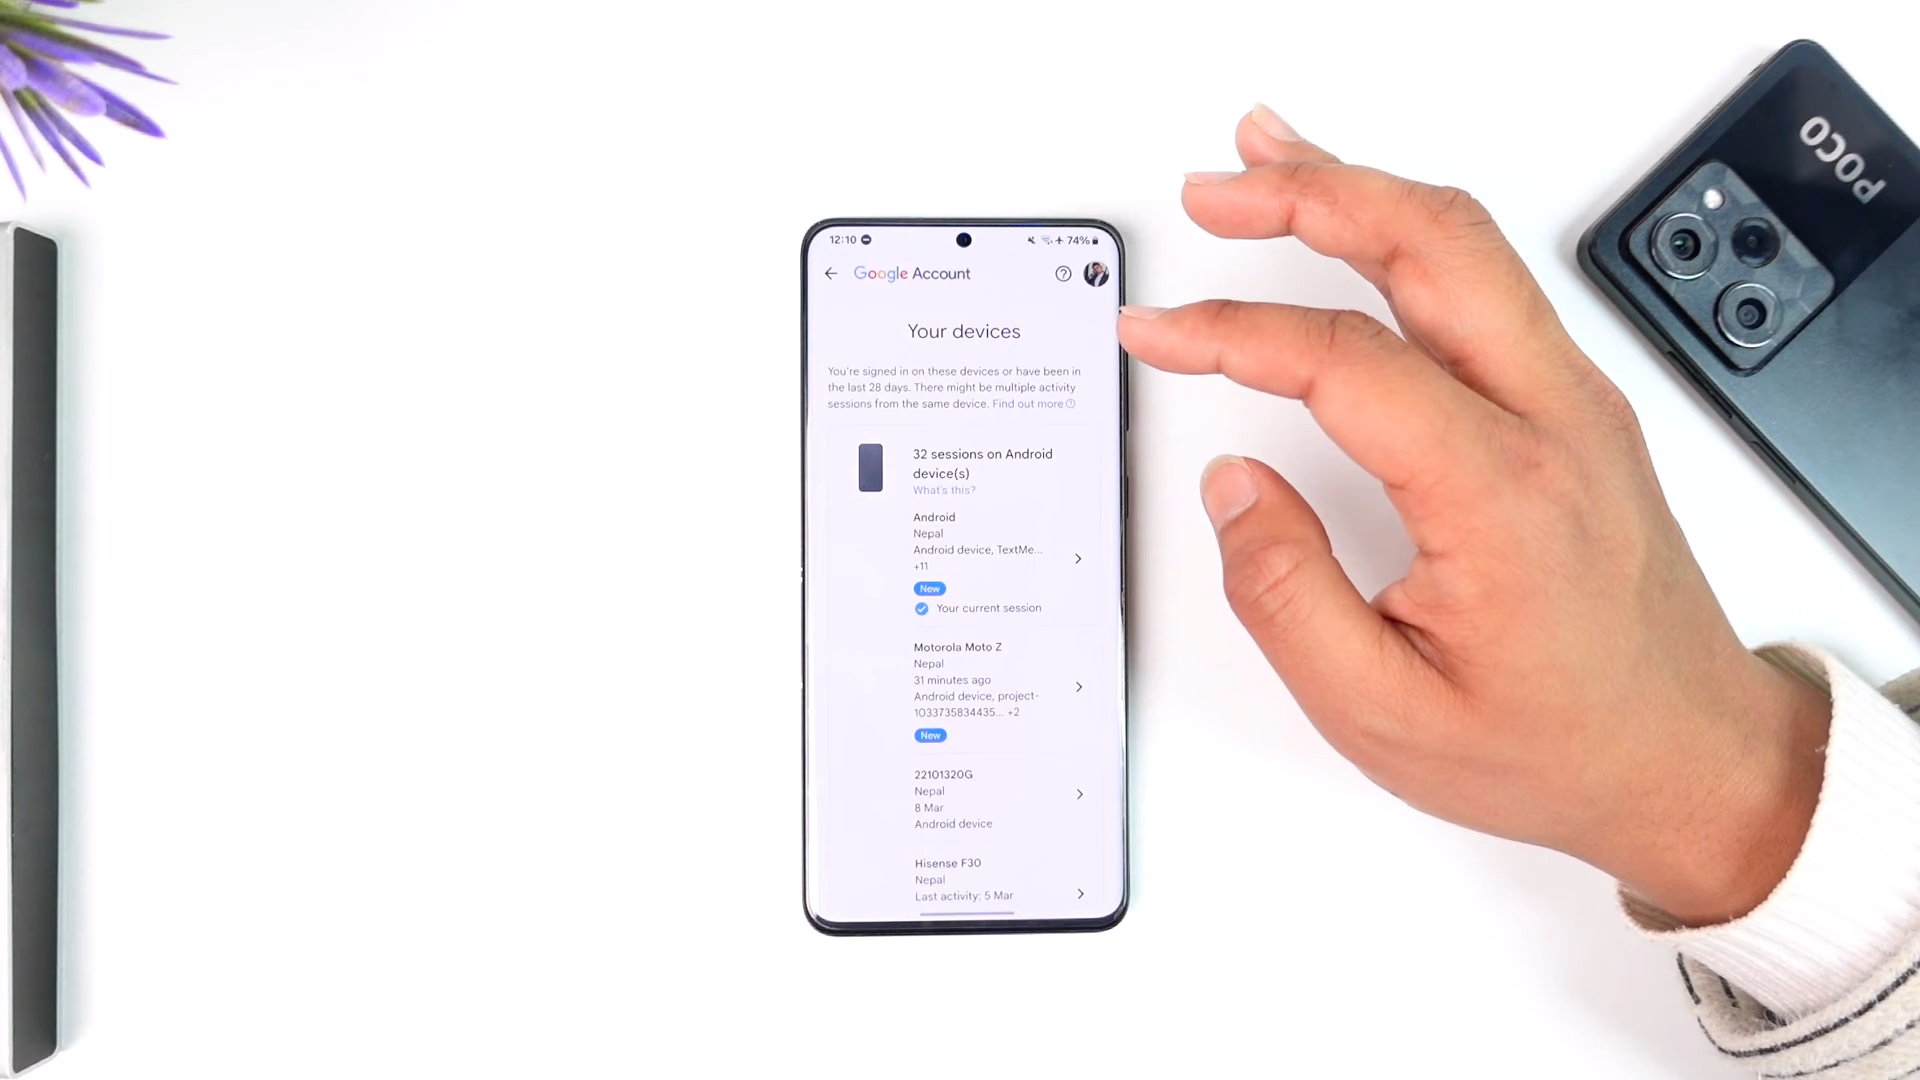 12:10
74%
Google Account
Your devices
You're signed in on these devices or have been in
the last 28 days. There might be multiple activity
sessions from the same device. Find out more
32 sessions on Android
device(s)
What's this?
Android
Nepal
Android device, TextMe...
+11
New
Your current session
Motorola Moto Z
Nepal
31 minutes ago
Android device, project-
1033735834435... +2
New
22101320G
Nepal
8 Mar
Android device
Hisense F30
Nepal
Last activity: 5 Mar
POCO